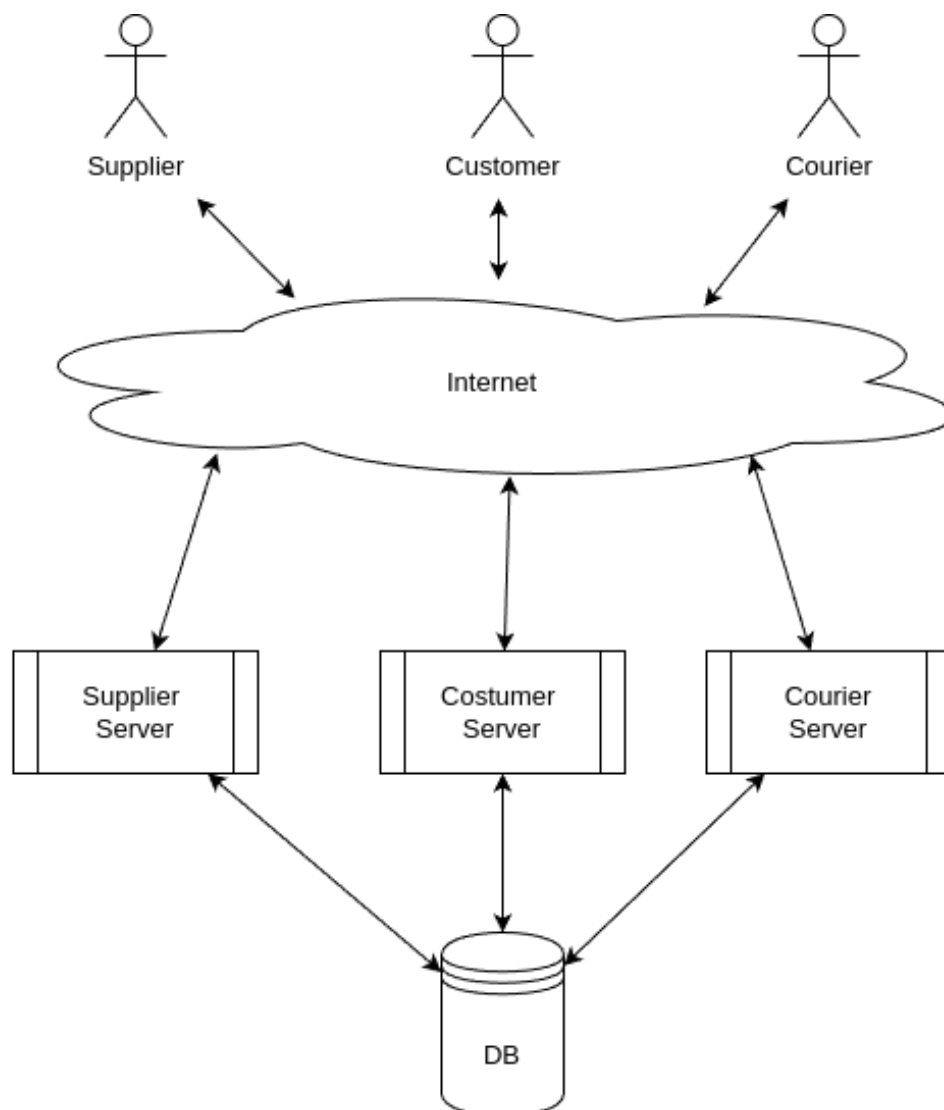 Supplier
Customer
Courier
Internet
Supplier
Server
Costumer
Server
Courier
Server
DB